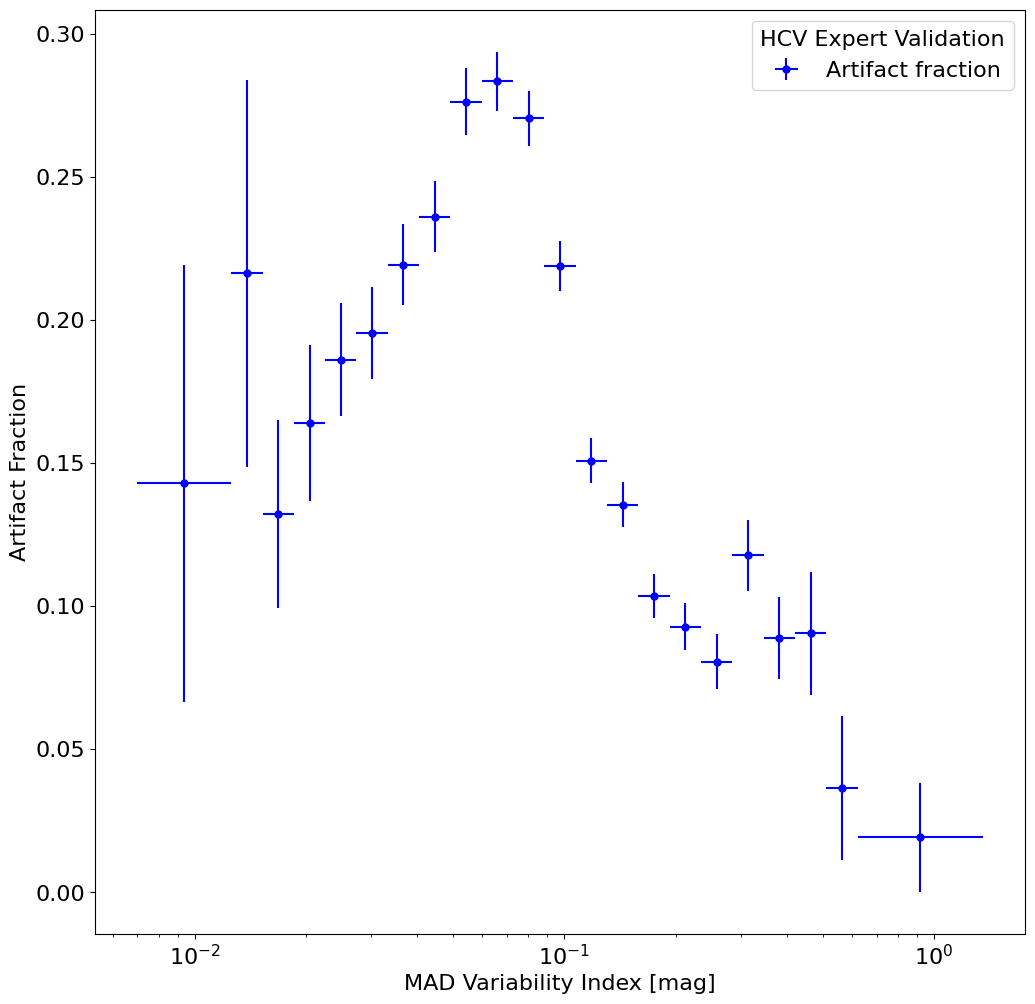 HCV Expert Validation
Artifact fraction
Artifact Fraction
0.30
0.25
0.20
0.15
0.10
0.05
0.00
10⁻² 10⁻¹ 10⁰
MAD Variability Index [mag]